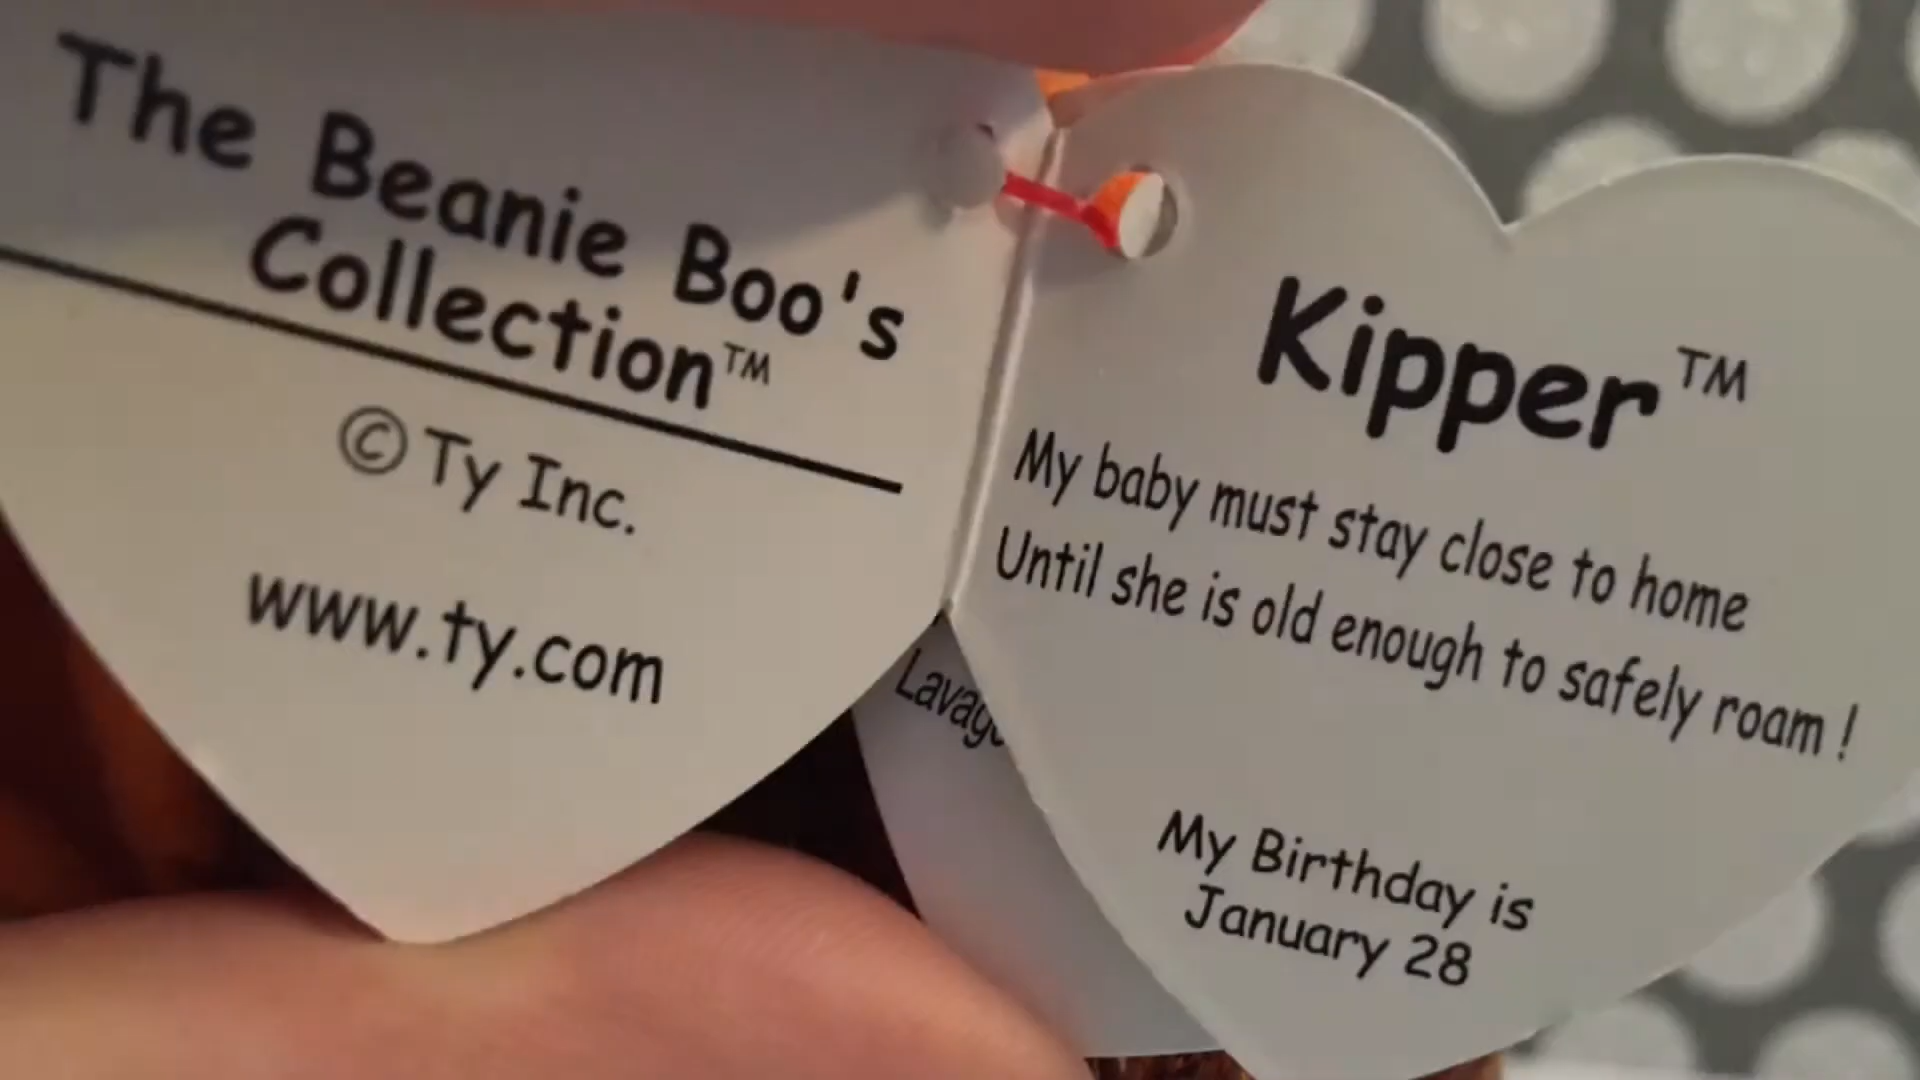 The Beanie Boo's
Collection™
© Ty Inc.
www.ty.com
Kipper™
My baby must stay close to home
Until she is old enough to safely roam !
My Birthday is
January 28